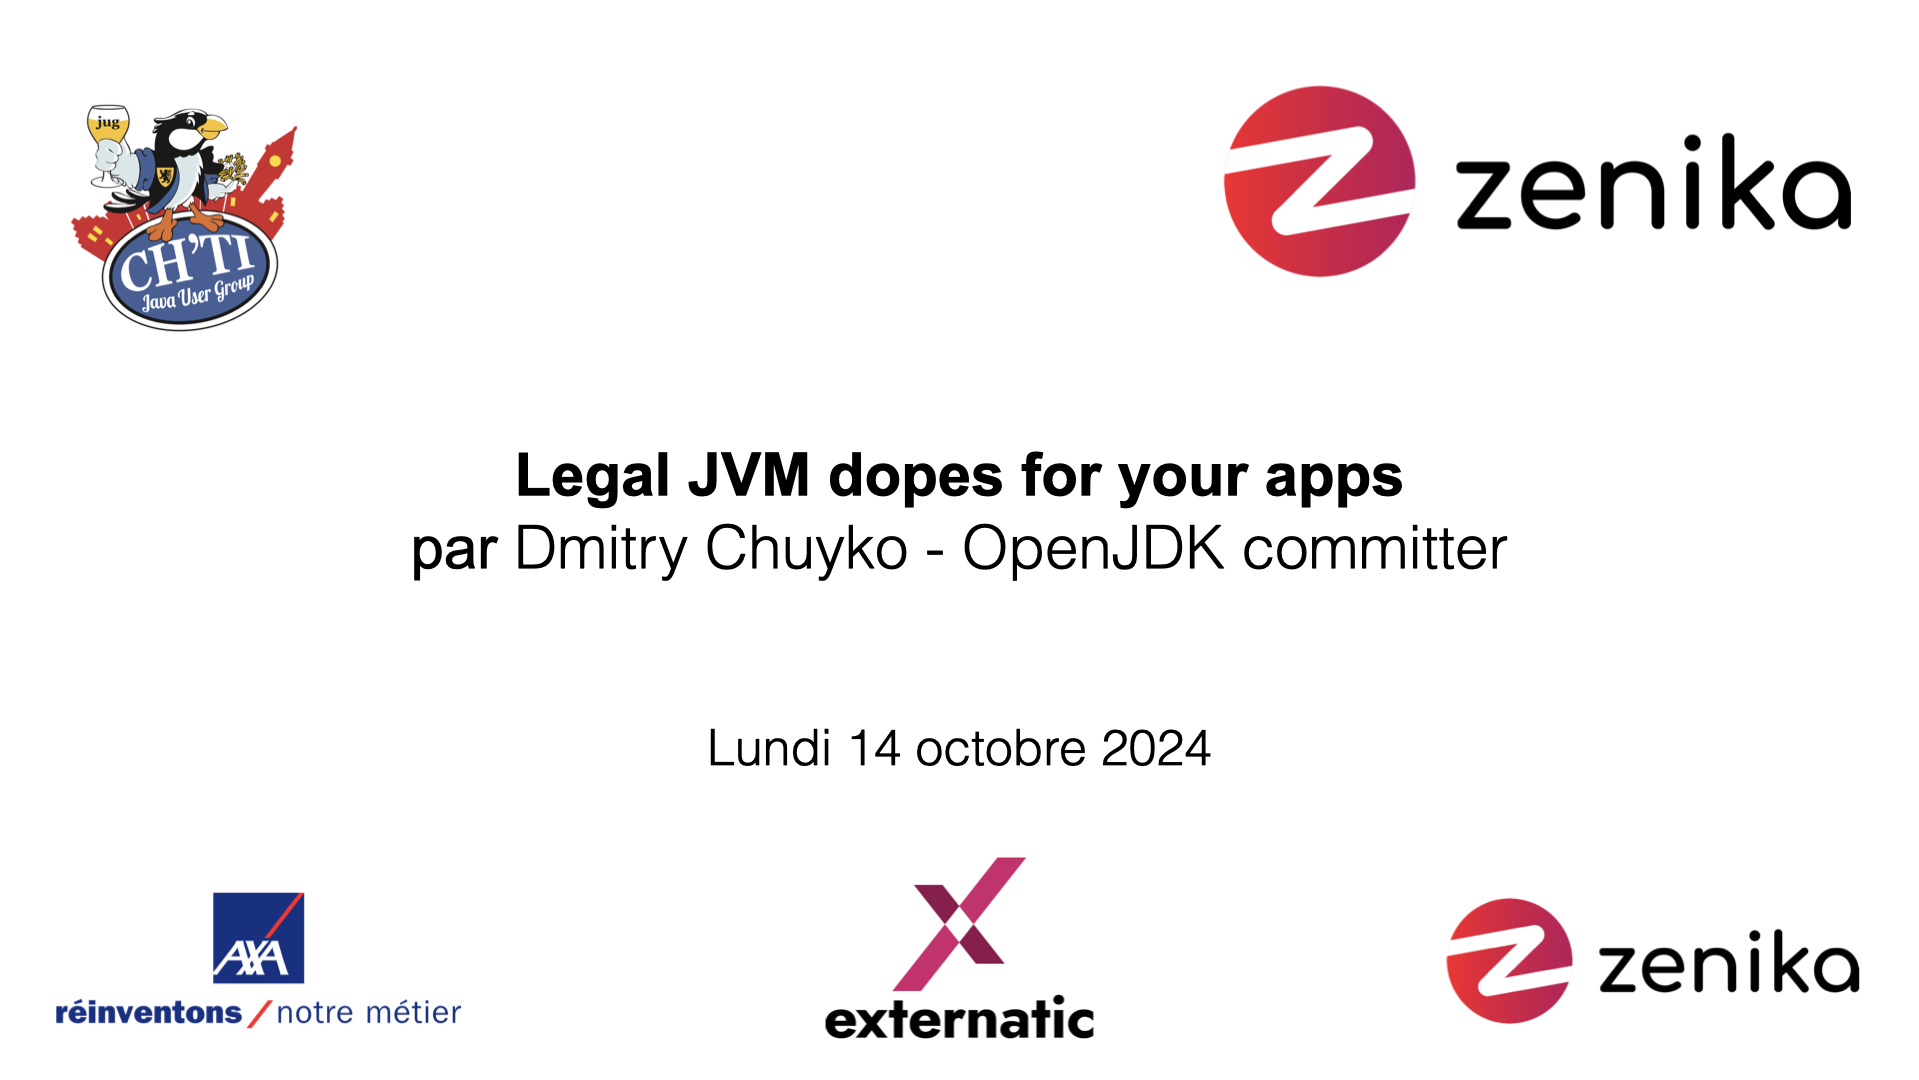 jug
CH'TI
Java User Group
zenika
Legal JVM dopes for your apps
par Dmitry Chuyko - OpenJDK committer
Lundi 14 octobre 2024
AXA
réinventons / notre métier
externatic
zenika